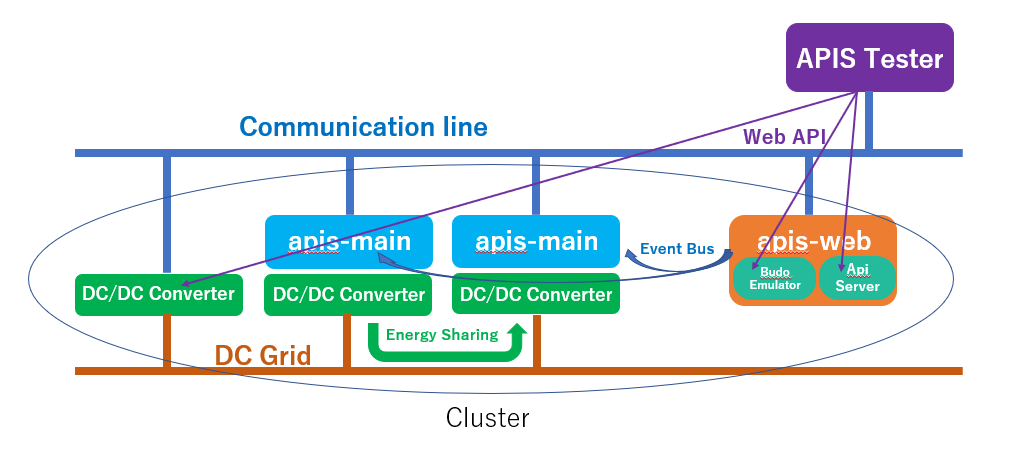 APIS Tester
Communication line
Web API
apis-main
apis-main
Event Bus
apis-web
Budo
Emulator
Api
Server
DC/DC Converter
DC/DC Converter
DC/DC Converter
Energy Sharing
DC Grid
Cluster